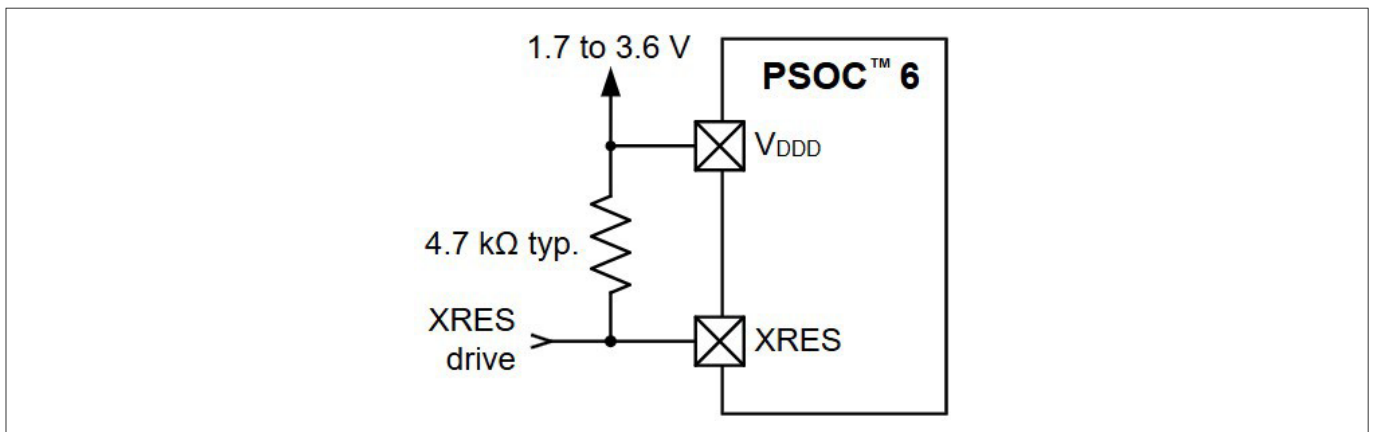 1.7 to 3.6 V
PSOC™ 6
VDDD
4.7 kΩ typ.
XRES
drive
XRES